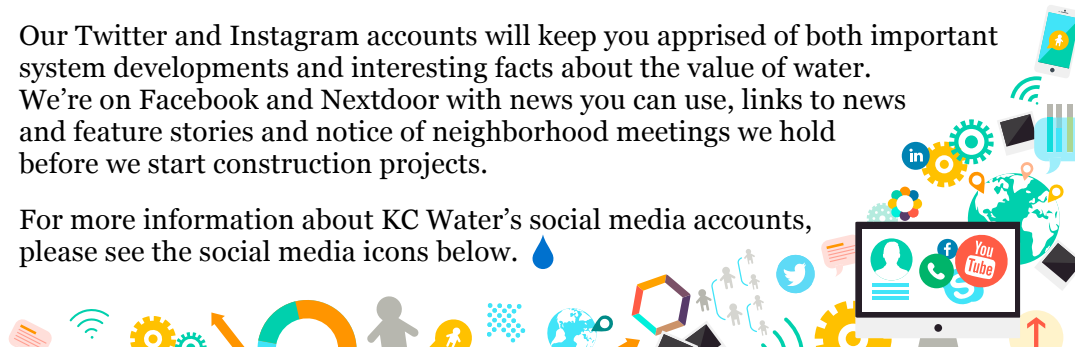 Our Twitter and Instagram accounts will keep you apprised of both important
system developments and interesting facts about the value of water.
We’re on Facebook and Nextdoor with news you can use, links to news
and feature stories and notice of neighborhood meetings we hold
before we start construction projects.
For more information about KC Water’s social media accounts,
please see the social media icons below.
in
f
You
Tube
S